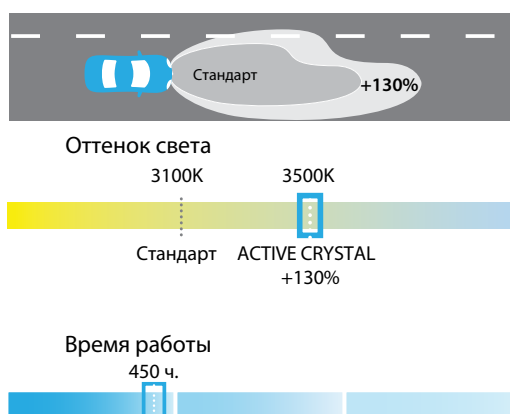 Стандарт
+130%
Оттенок света
3100K 3500K
Стандарт ACTIVE CRYSTAL
+130%
Время работы
450 ч.